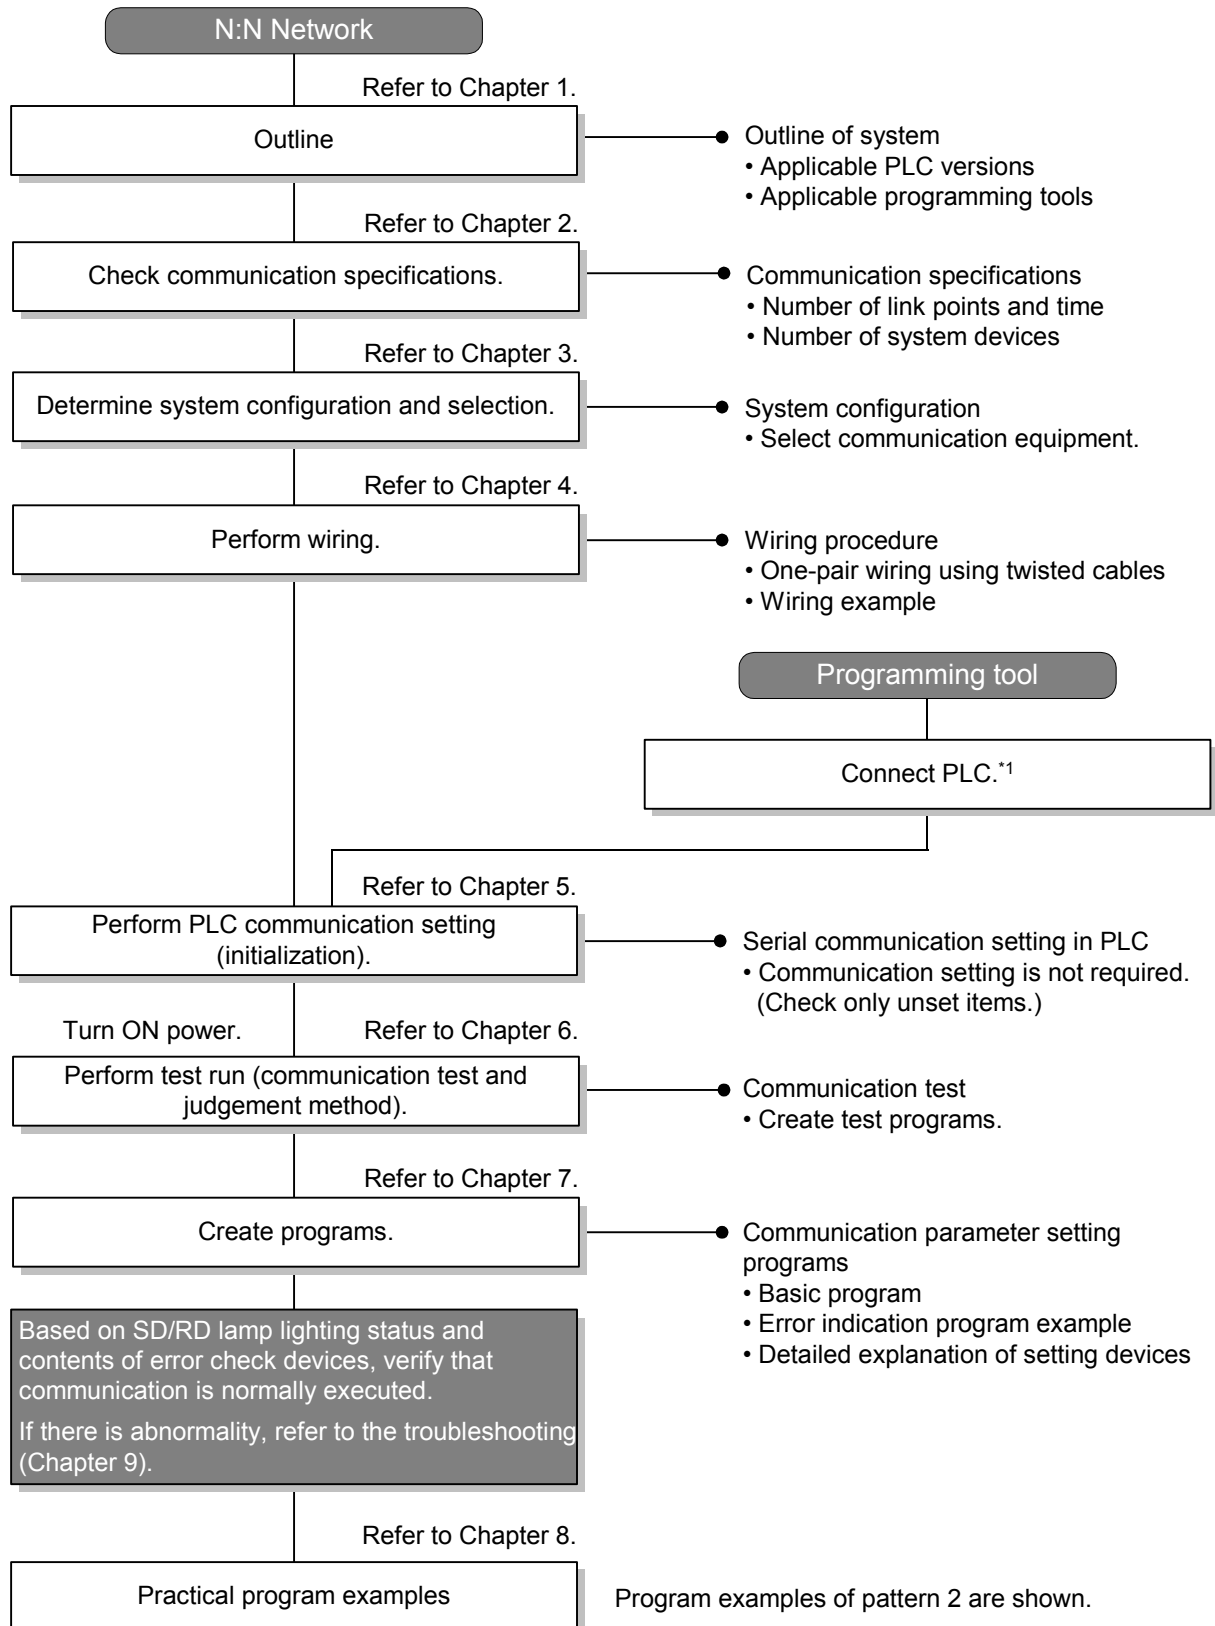 N:N Network
Refer to Chapter 1.
Outline
Outline of system
• Applicable PLC versions
• Applicable programming tools
Refer to Chapter 2.
Check communication specifications.
Communication specifications
• Number of link points and time
• Number of system devices
Refer to Chapter 3.
Determine system configuration and selection.
System configuration
• Select communication equipment.
Refer to Chapter 4.
Perform wiring.
Wiring procedure
• One-pair wiring using twisted cables
• Wiring example
Programming tool
Connect PLC.*1
Refer to Chapter 5.
Perform PLC communication setting
(initialization).
Serial communication setting in PLC
• Communication setting is not required.
(Check only unset items.)
Turn ON power.
Refer to Chapter 6.
Perform test run (communication test and
judgement method).
Communication test
• Create test programs.
Refer to Chapter 7.
Create programs.
Communication parameter setting
programs
• Basic program
• Error indication program example
• Detailed explanation of setting devices
Based on SD/RD lamp lighting status and
contents of error check devices, verify that
communication is normally executed.
If there is abnormality, refer to the troubleshooting
(Chapter 9).
Refer to Chapter 8.
Practical program examples
Program examples of pattern 2 are shown.